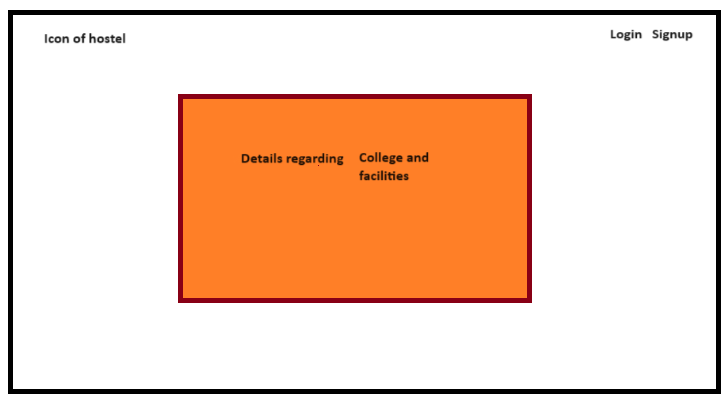 Icon of hostel
Login Signup
Details regarding College and
facilities